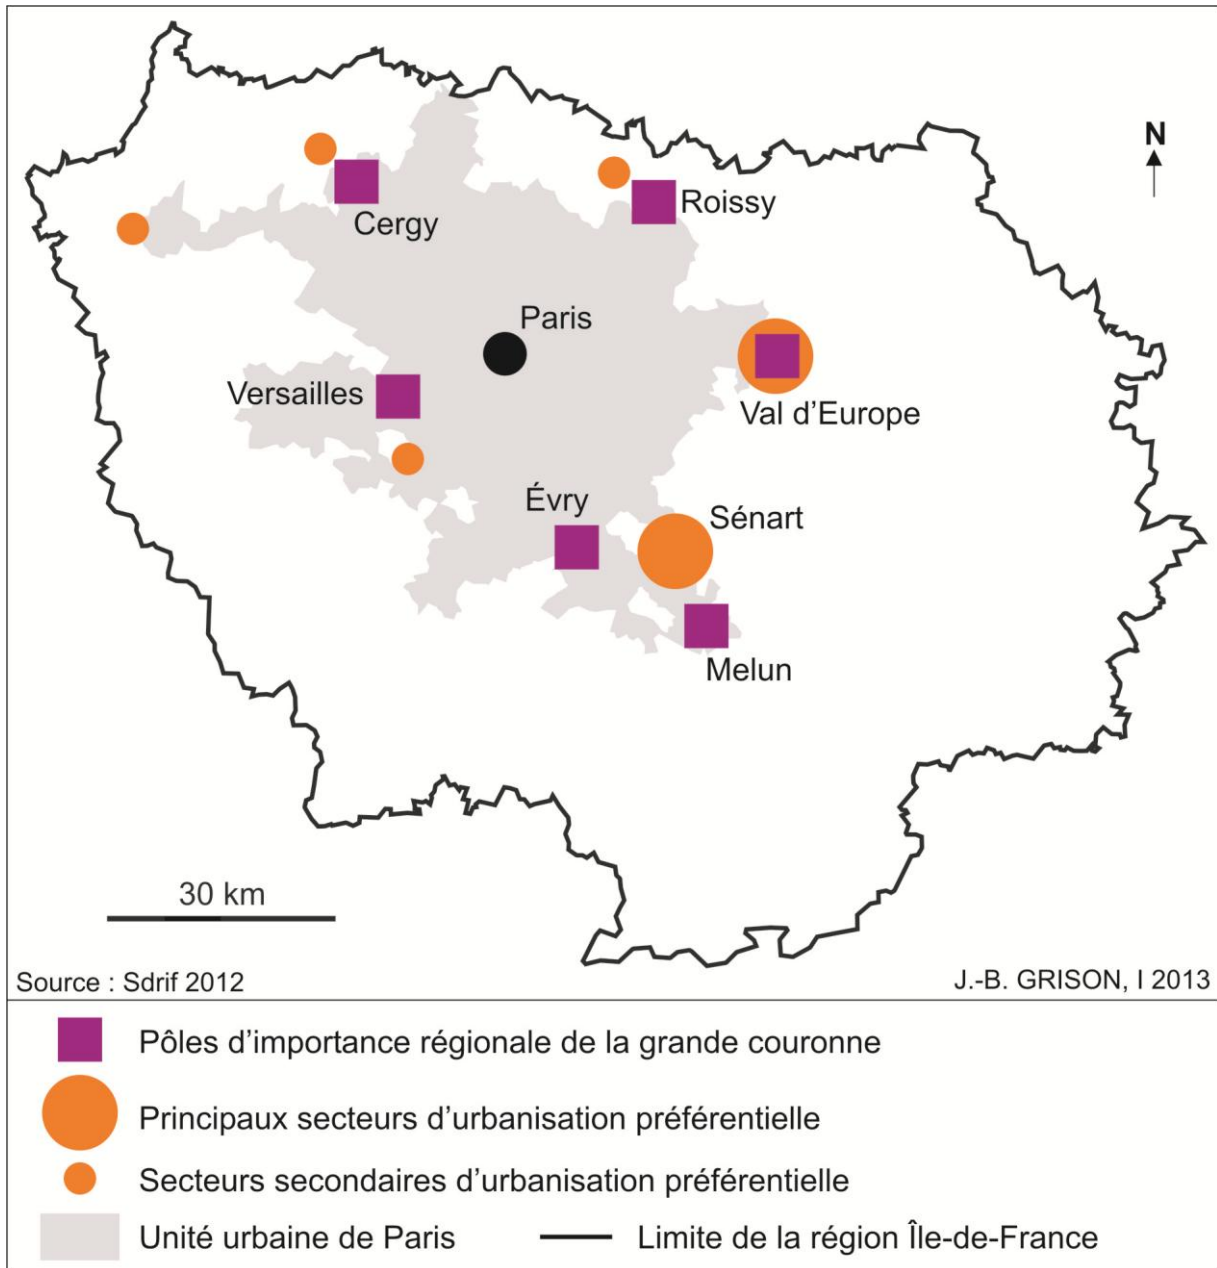 N
Roissy
Cergy
Paris
Versailles
Val d’Europe
Évry
Sénart
Melun
30 km
Source : Sdrif 2012
J.-B. GRISON, I 2013
Pôles d’importance régionale de la grande couronne
Principaux secteurs d’urbanisation préférentielle
Secteurs secondaires d’urbanisation préférentielle
Unité urbaine de Paris
Limite de la région Île-de-France